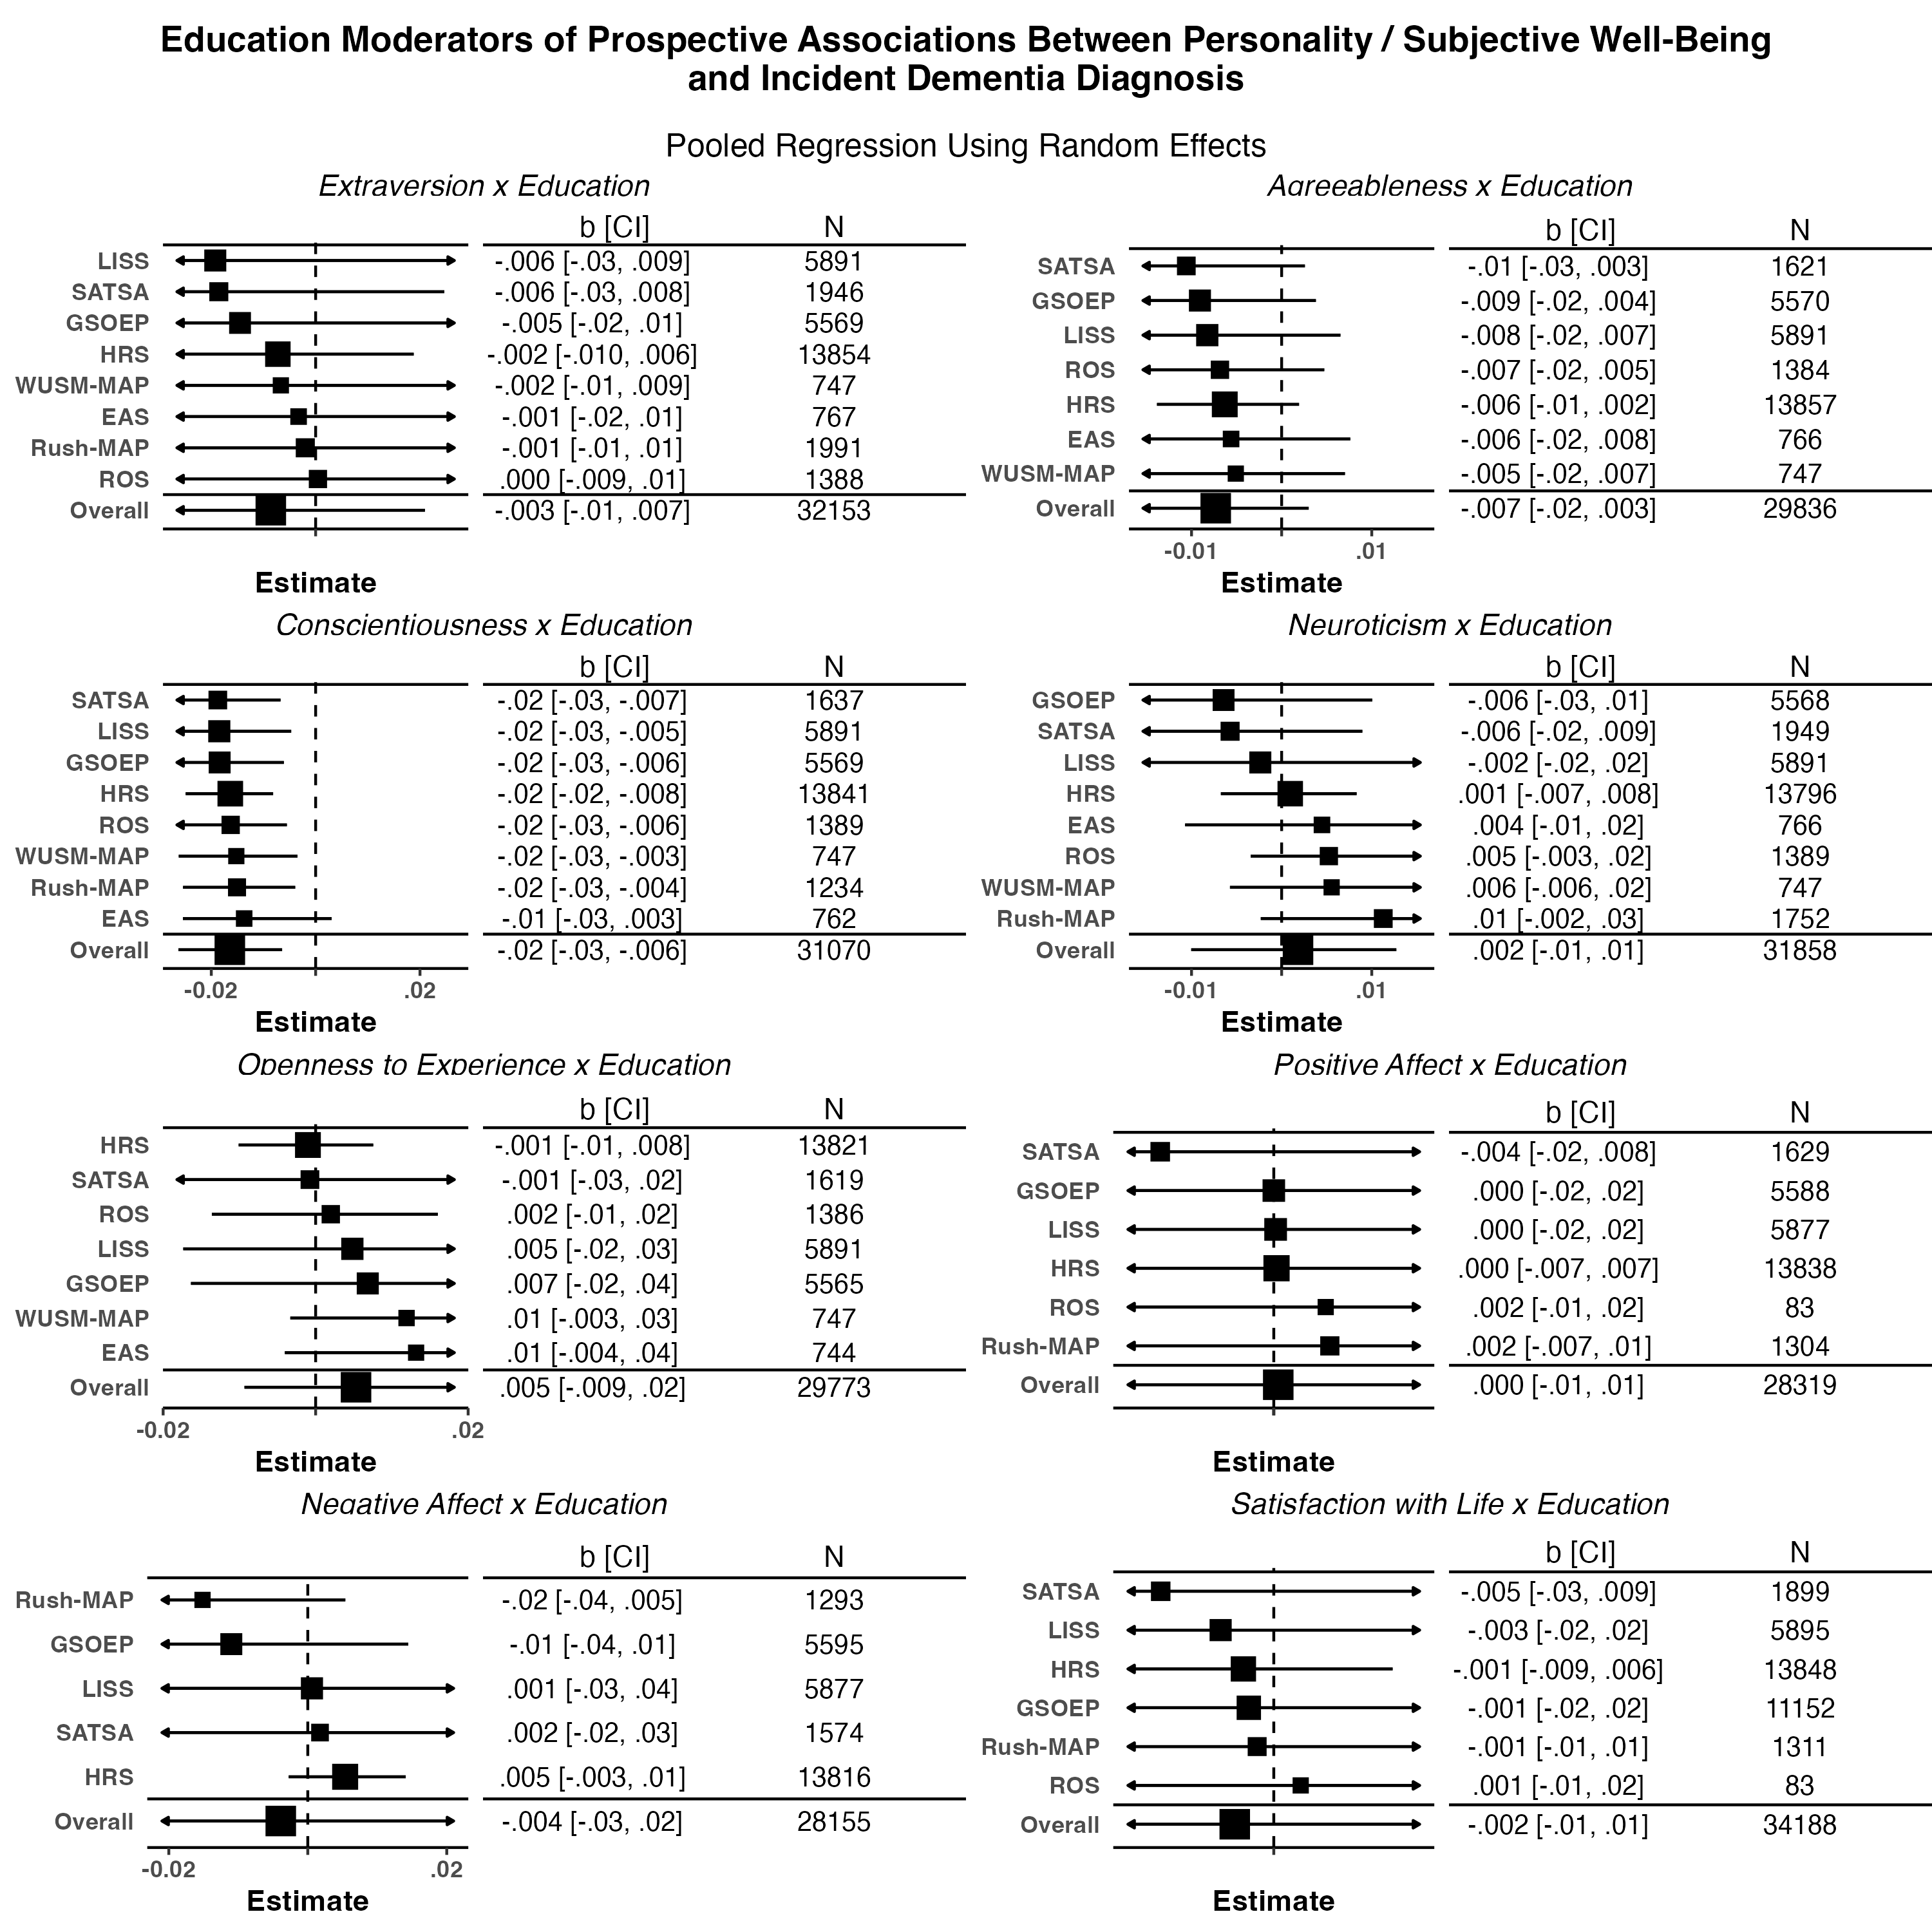 Education Moderators of Prospective Associations Between Personality / Subjective Well-Being
and Incident Dementia Diagnosis
Pooled Regression Using Random Effects
Extraversion x Education
b [CI] N
LISS -.006 [-.03, .009] 5891
SATSA -.006 [-.03, .008] 1946
GSOEP -.005 [-.02, .01] 5569
HRS -.002 [-.010, .006] 13854
WUSM-MAP -.002 [-.01, .009] 747
EAS -.001 [-.02, .01] 767
Rush-MAP -.001 [-.01, .01] 1991
ROS .000 [-.009, .01] 1388
Overall -.003 [-.01, .007] 32153
Estimate
Agreeableness x Education
b [CI] N
SATSA -.01 [-.03, .003] 1621
GSOEP -.009 [-.02, .004] 5570
LISS -.008 [-.02, .007] 5891
ROS -.007 [-.02, .005] 1384
HRS -.006 [-.01, .002] 13857
EAS -.006 [-.02, .008] 766
WUSM-MAP -.005 [-.02, .007] 747
Overall -.007 [-.02, .003] 29836
-0.01 .01
Estimate
Conscientiousness x Education
b [CI] N
SATSA -.02 [-.03, -.007] 1637
LISS -.02 [-.03, -.005] 5891
GSOEP -.02 [-.03, -.006] 5569
HRS -.02 [-.02, -.008] 13841
ROS -.02 [-.03, -.006] 1389
WUSM-MAP -.02 [-.03, -.003] 747
Rush-MAP -.02 [-.03, -.004] 1234
EAS -.01 [-.03, .003] 762
Overall -.02 [-.03, -.006] 31070
-0.02 .02
Estimate
Neuroticism x Education
b [CI] N
GSOEP -.006 [-.03, .01] 5568
SATSA -.006 [-.02, .009] 1949
LISS -.002 [-.02, .02] 5891
HRS .001 [-.007, .008] 13796
EAS .004 [-.01, .02] 766
ROS .005 [-.003, .02] 1389
WUSM-MAP .006 [-.006, .02] 747
Rush-MAP .01 [-.002, .03] 1752
Overall .002 [-.01, .01] 31858
-0.01 .01
Estimate
Openness to Experience x Education
b [CI] N
HRS -.001 [-.01, .008] 13821
SATSA -.001 [-.03, .02] 1619
ROS .002 [-.01, .02] 1386
LISS .005 [-.02, .03] 5891
GSOEP .007 [-.02, .04] 5565
WUSM-MAP .01 [-.003, .03] 747
EAS .01 [-.004, .04] 744
Overall .005 [-.009, .02] 29773
-0.02 .02
Estimate
Positive Affect x Education
b [CI] N
SATSA -.004 [-.02, .008] 1629
GSOEP .000 [-.02, .02] 5588
LISS .000 [-.02, .02] 5877
HRS .000 [-.007, .007] 13838
ROS .002 [-.01, .02] 83
Rush-MAP .002 [-.007, .01] 1304
Overall .000 [-.01, .01] 28319
Estimate
Negative Affect x Education
b [CI] N
Rush-MAP -.02 [-.04, .005] 1293
GSOEP -.01 [-.04, .01] 5595
LISS .001 [-.03, .04] 5877
SATSA .002 [-.02, .03] 1574
HRS .005 [-.003, .01] 13816
Overall -.004 [-.03, .02] 28155
-0.02 .02
Estimate
Satisfaction with Life x Education
b [CI] N
SATSA -.005 [-.03, .009] 1899
LISS -.003 [-.02, .02] 5895
HRS -.001 [-.009, .006] 13848
GSOEP -.001 [-.02, .02] 11152
Rush-MAP -.001 [-.01, .01] 1311
ROS .001 [-.01, .02] 83
Overall -.002 [-.01, .01] 34188
Estimate